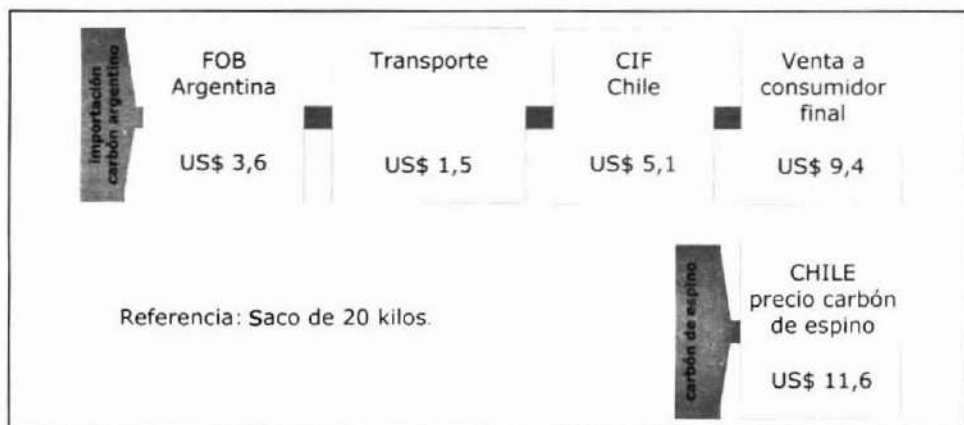 importación
carbón argentino
FOB
Argentina
US$ 3,6
Transporte
US$ 1,5
CIF
Chile
US$ 5,1
Venta a
consumidor
final
US$ 9,4
Referencia: Saco de 20 kilos.
carbón de espino
CHILE
precio carbón
de espino
US$ 11,6